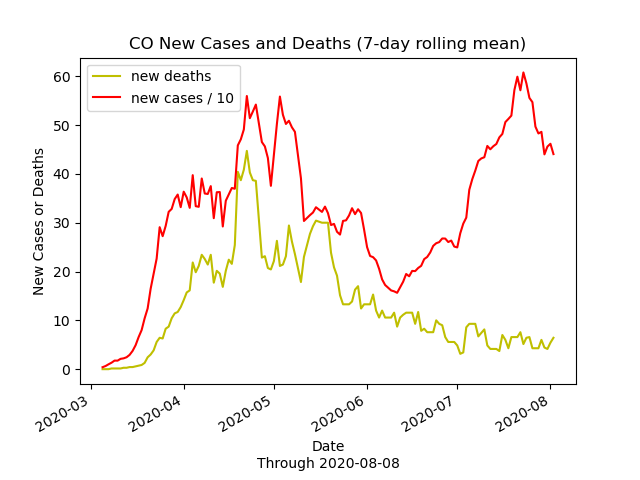 CO New Cases and Deaths (7-day rolling mean)
new deaths
new cases / 10
60
50
40
30
20
10
0
New Cases or Deaths
2020-03
2020-04
2020-05
2020-06
2020-07
2020-08
Date
Through 2020-08-08